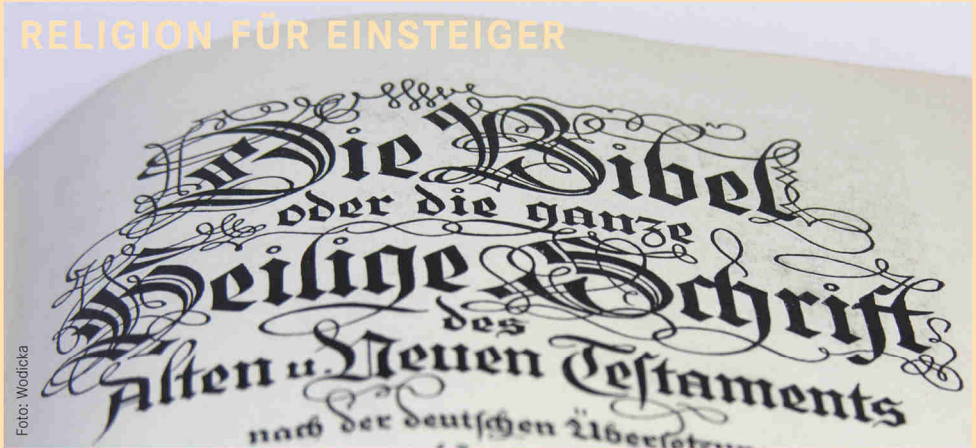 RELIGION FÜR EINSTEIGER
Die Bibel
oder die ganze
Heilige Schrift
des
Alten u. Neuen Teſtaments
nach der deutſchen
Foto: Wodicka